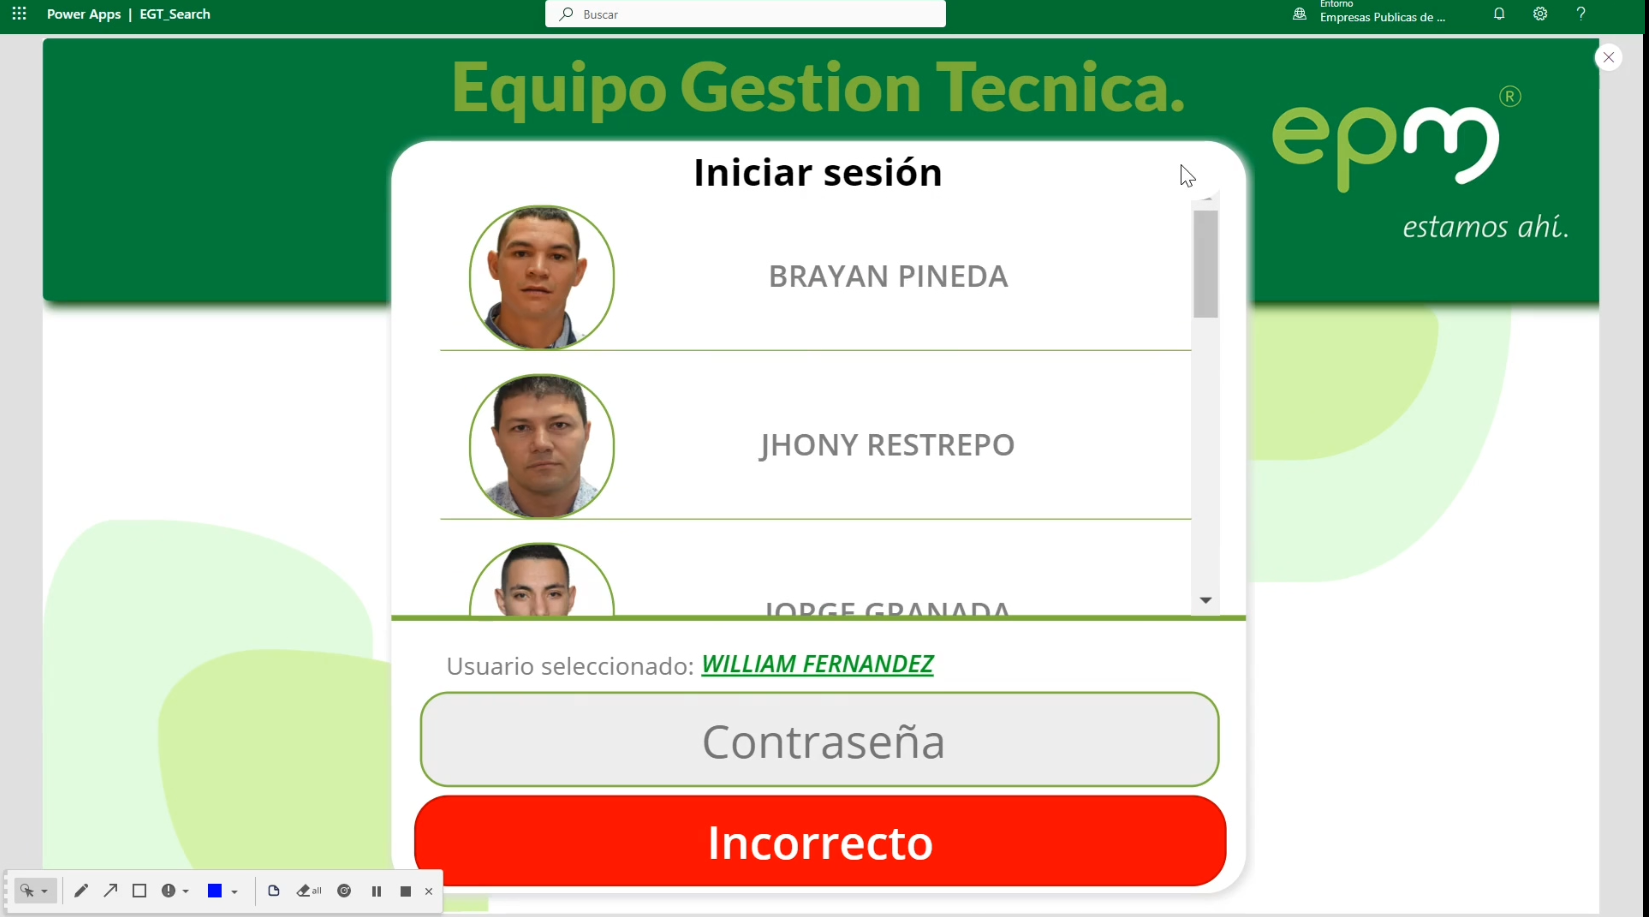 Power Apps | EGT_Search
Buscar
Entorno
Empresas Publicas de ...
Equipo Gestion Tecnica.
epm®
estamos ahí.
Iniciar sesión
BRAYAN PINEDA
JHONY RESTREPO
JORGE GRANADA
Usuario seleccionado: WILLIAM FERNANDEZ
Contraseña
Incorrecto
all